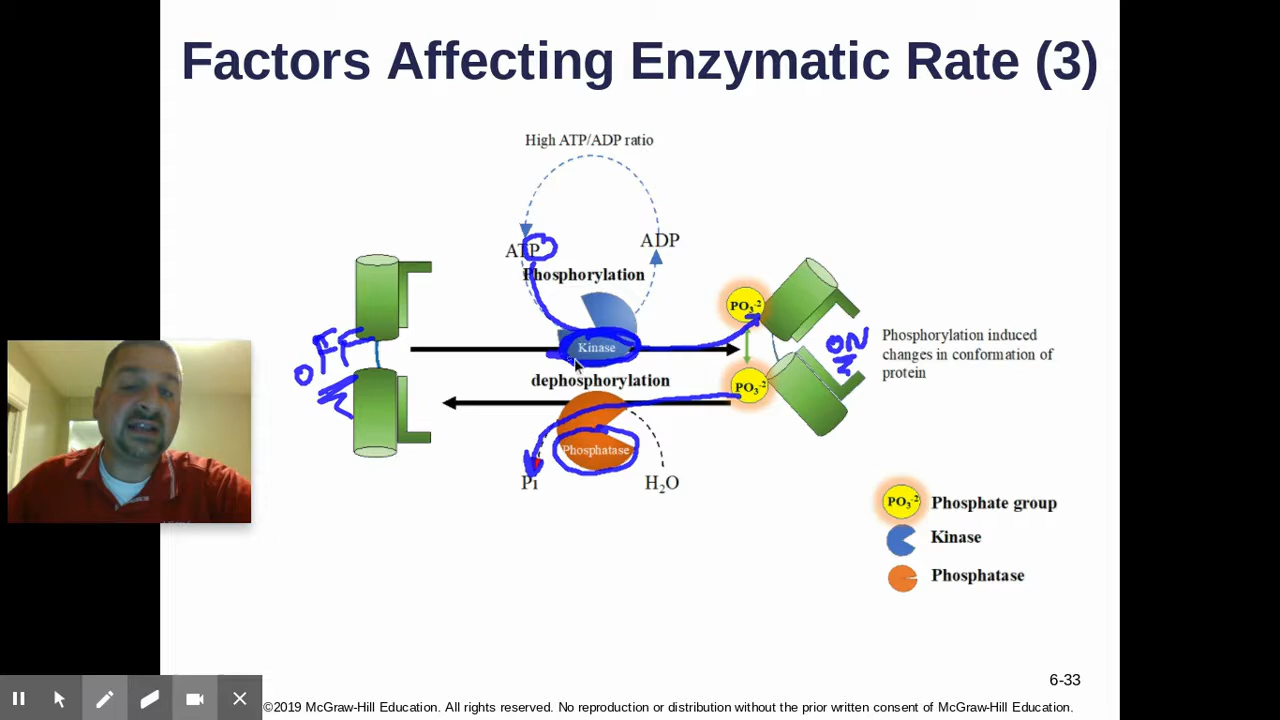 Factors Affecting Enzymatic Rate (3)
High ATP/ADP ratio
ATP
ADP
Phosphorylation
PO₃⁻²
OFF
Kinase
ON
Phosphorylation induced
changes in conformation of
protein
dephosphorylation
PO₃⁻²
Phosphatase
Pi
H₂O
PO₃⁻² Phosphate group
Kinase
Phosphatase
6-33
©2019 McGraw-Hill Education. All rights reserved. No reproduction or distribution without the prior written consent of McGraw-Hill Education.